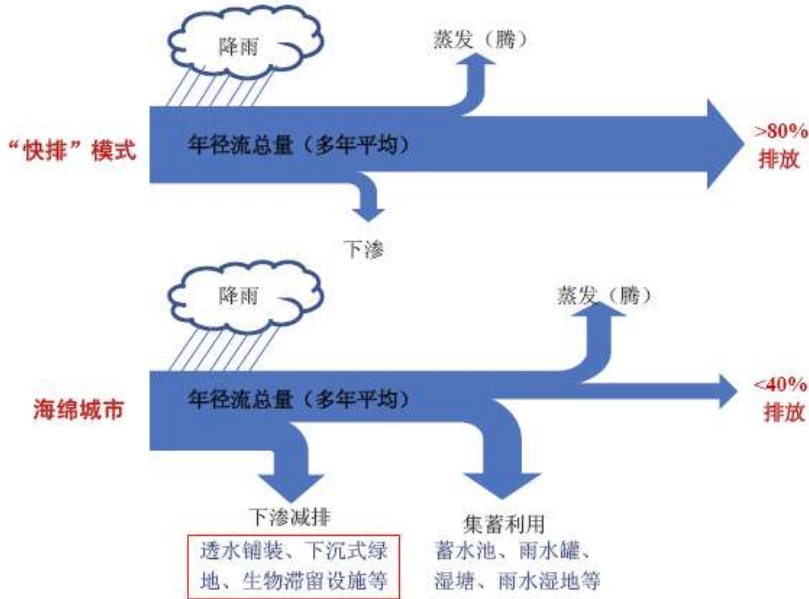 降雨
蒸发（腾）
“快排”模式
年径流总量（多年平均）
>80%
排放
下渗
降雨
蒸发（腾）
海绵城市
年径流总量（多年平均）
<40%
排放
下渗减排
透水铺装、下沉式绿
地、生物滞留设施等
集蓄利用
蓄水池、雨水罐、
湿塘、雨水湿地等